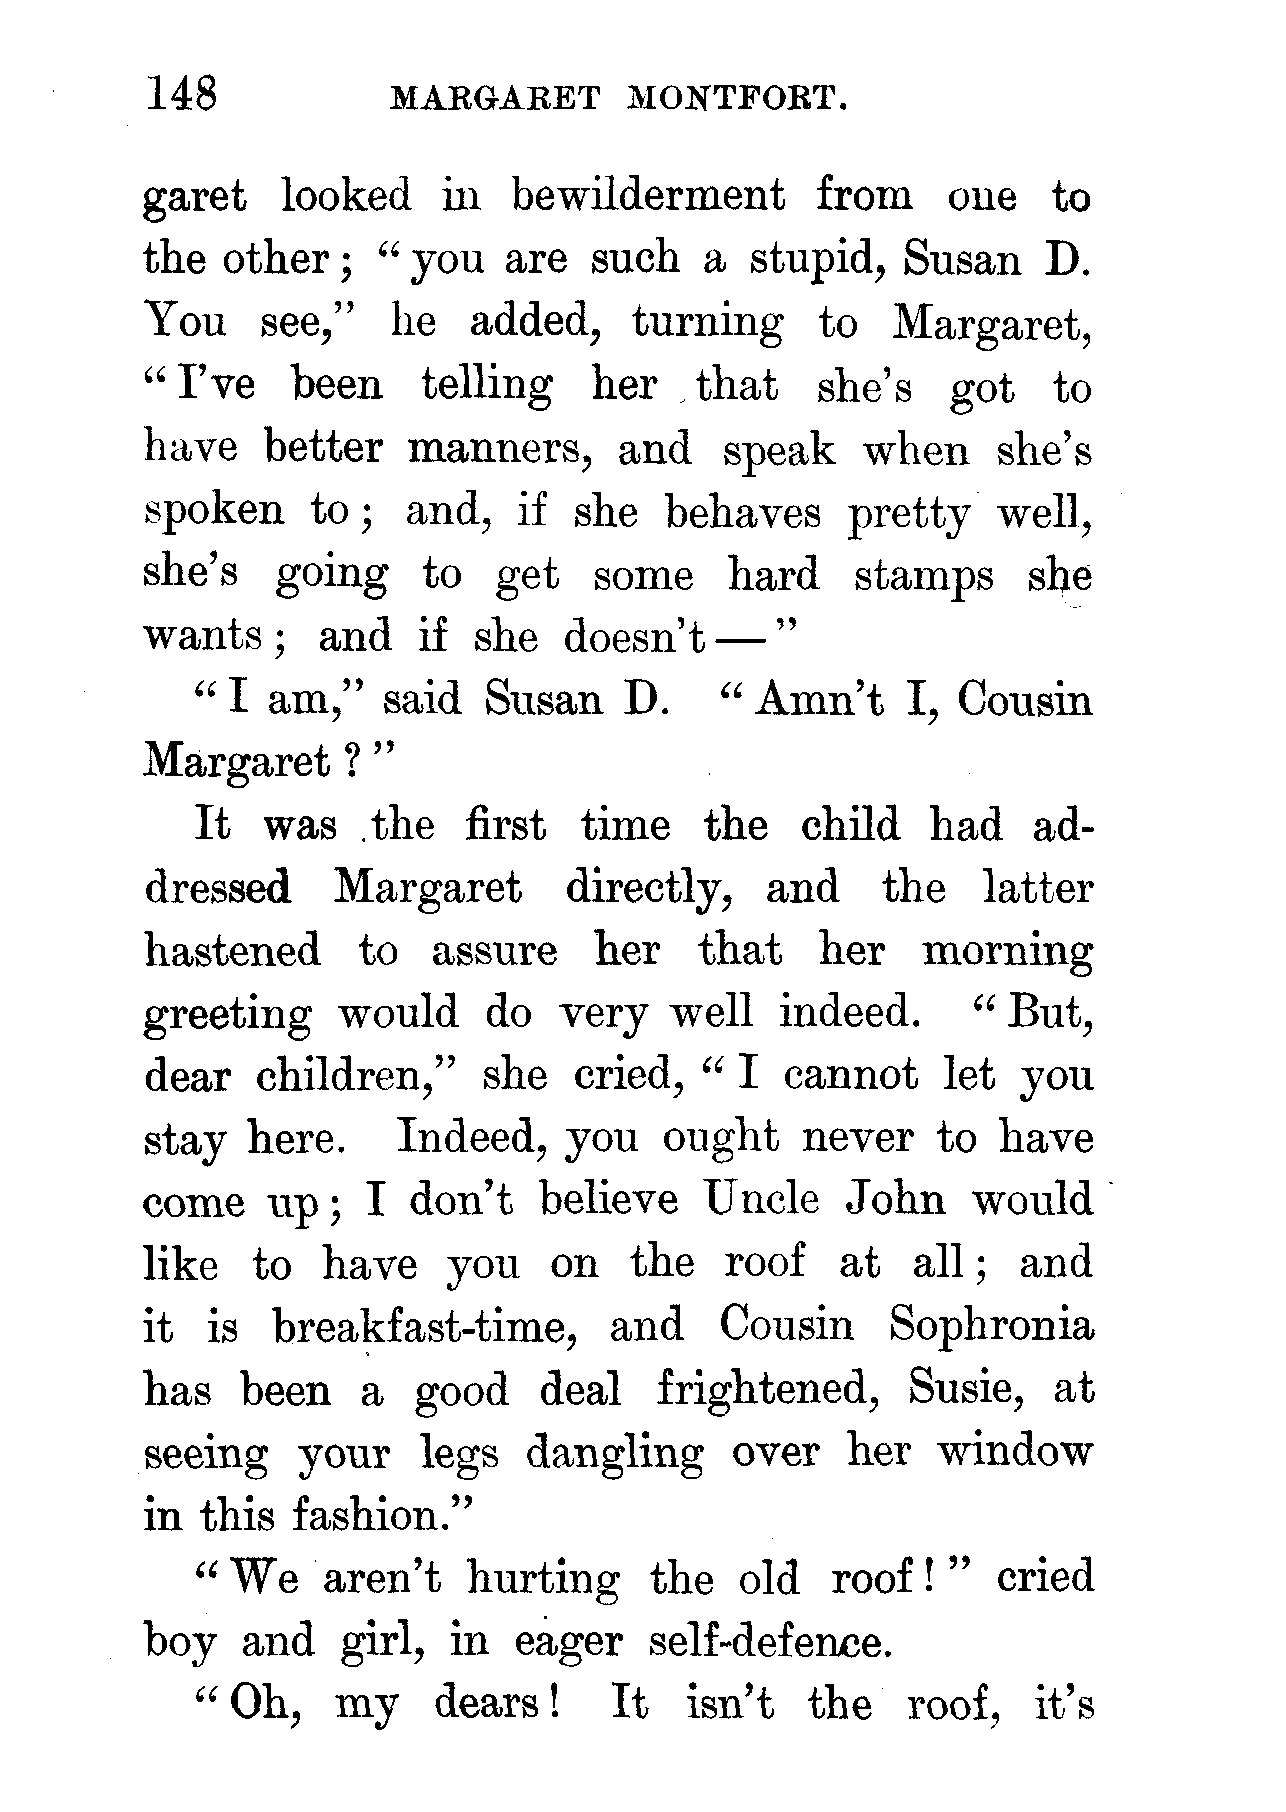 148 MARGARET MONTFORT.
garet looked in bewilderment from one to
the other; "you are such a stupid, Susan D.
You see," he added, turning to Margaret,
"I've been telling her that she's got to
have better manners, and speak when she's
spoken to; and, if she behaves pretty well,
she's going to get some hard stamps she
wants; and if she doesn't—"
"I am," said Susan D. "Amn't I, Cousin
Margaret?"
It was the first time the child had ad-
dressed Margaret directly, and the latter
hastened to assure her that her morning
greeting would do very well indeed. "But,
dear children," she cried, "I cannot let you
stay here. Indeed, you ought never to have
come up; I don't believe Uncle John would
like to have you on the roof at all; and
it is breakfast-time, and Cousin Sophronia
has been a good deal frightened, Susie, at
seeing your legs dangling over her window
in this fashion."
"We aren't hurting the old roof!" cried
boy and girl, in eager self-defence.
"Oh, my dears! It isn't the roof, it's